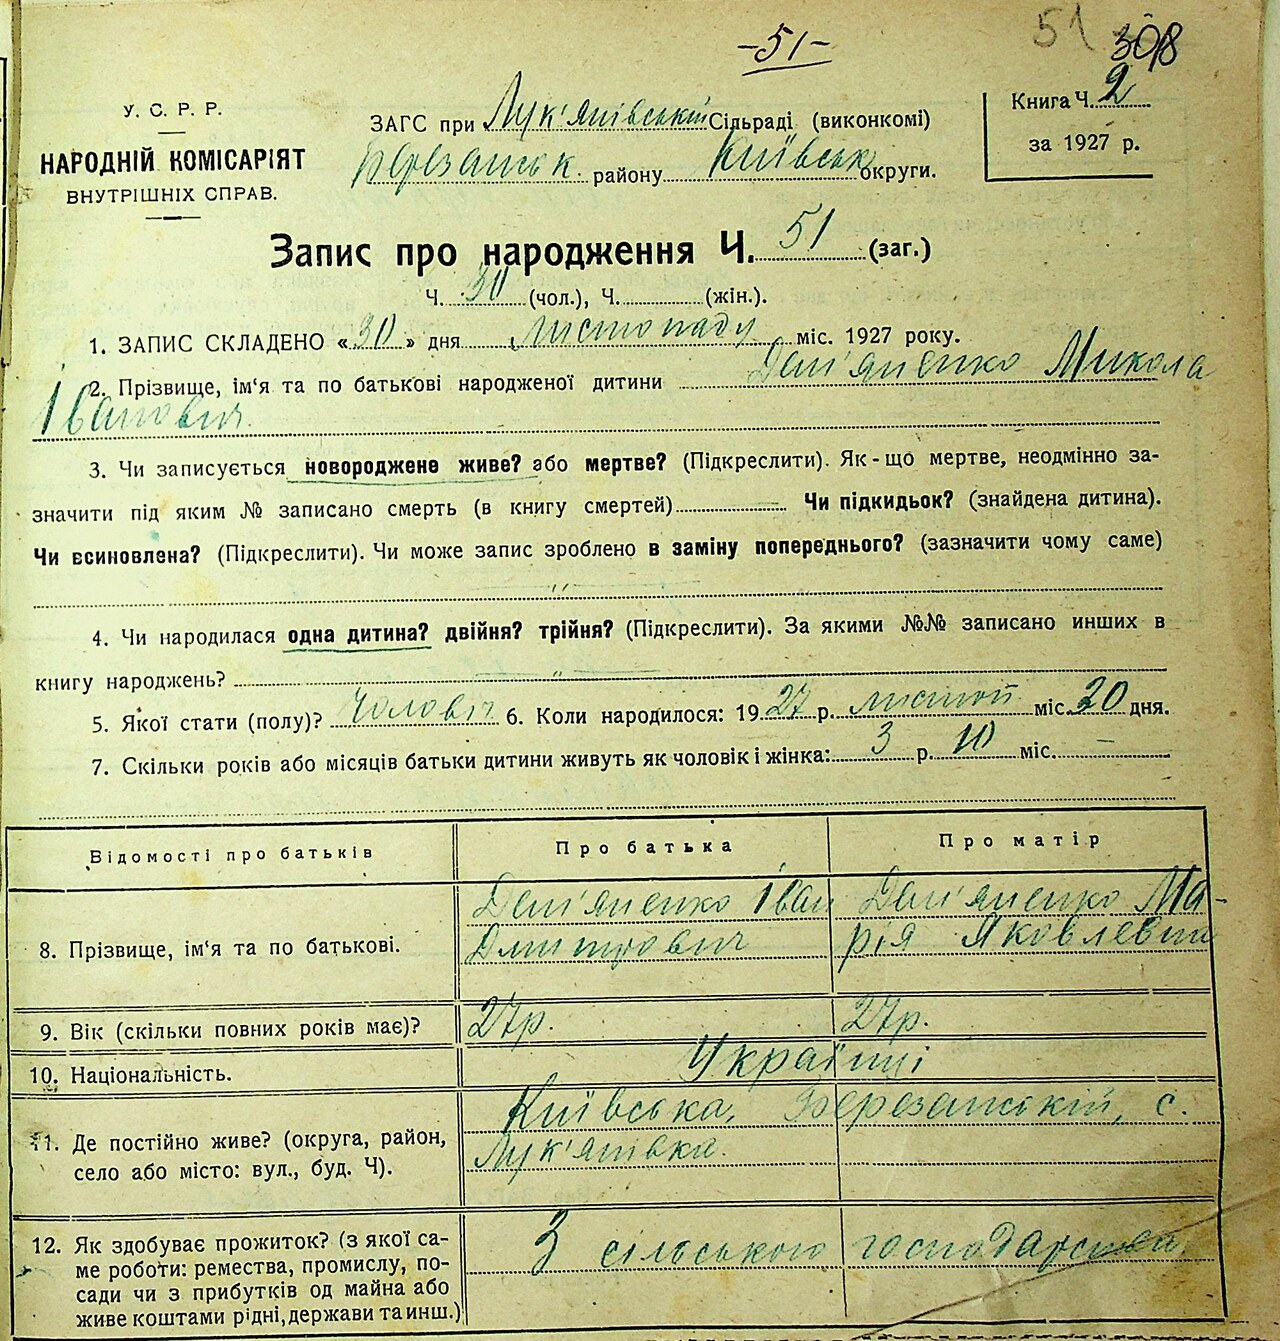 -51-
51 308
У. С. Р. Р.
НАРОДНІЙ КОМІСАРІЯТ
ВНУТРІШНІХ СПРАВ.
ЗАГС при Лук'янівській Сільраді (виконкомі)
Березанськ. району Київськ округи.
Книга Ч. 2
за 1927 р.
Запис про народження Ч. 51 (заг.)
Ч. 30 (чол.), Ч. (жін.).
1. ЗАПИС СКЛАДЕНО «30» дня листопаду міс. 1927 року.
2. Прізвище, ім'я та по батькові народженої дитини Дем'яненко Микола
Іванович.
3. Чи записується новороджене живе? або мертве? (Підкреслити). Як-що мертве, неодмінно за-
значити під яким № записано смерть (в книгу смертей) Чи підкидьок? (знайдена дитина).
Чи всиновлена? (Підкреслити). Чи може запис зроблено в заміну попереднього? (зазначити чому саме)
"
4. Чи народилася одна дитина? двійня? трійня? (Підкреслити). За якими №№ записано инших в
книгу народжень? "
5. Якої стати (полу)? чоловіч 6. Коли народилося: 1927 р. листоп. міс. 20 дня.
7. Скільки років або місяців батьки дитини живуть як чоловік і жінка: 3 р. 10 міс. –
Відомості про батьків Про батька Про матір
8. Прізвище, ім'я та по батькові. Дем'яненко Іван Дмитрович Дем'яненко Ма-
рія Яковлевна
9. Вік (скільки повних років має)? 27р. 27р.
10. Національність. Українці
11. Де постійно живе? (округа, район,
село або місто: вул., буд. Ч). Київська, Березанській, с.
Лук'янівка.
12. Як здобуває прожиток? (з якої са-
ме роботи: ремества, промислу, по-
сади чи з прибутків од майна або
живе коштами рідні, держави та инш.) З сільського господарства